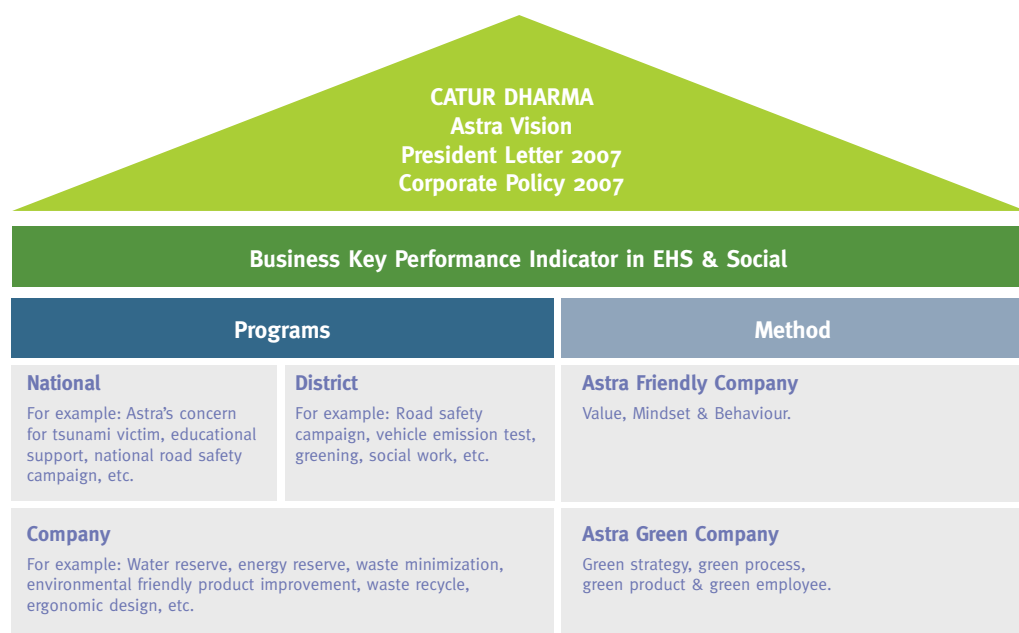 CATUR DHARMA
Astra Vision
President Letter 2007
Corporate Policy 2007
Business Key Performance Indicator in EHS & Social
Programs
Method
National
For example: Astra's concern
for tsunami victim, educational
support, national road safety
campaign, etc.
District
For example: Road safety
campaign, vehicle emission test,
greening, social work, etc.
Astra Friendly Company
Value, Mindset & Behaviour.
Company
For example: Water reserve, energy reserve, waste minimization,
environmental friendly product improvement, waste recycle,
ergonomic design, etc.
Astra Green Company
Green strategy, green process,
green product & green employee.